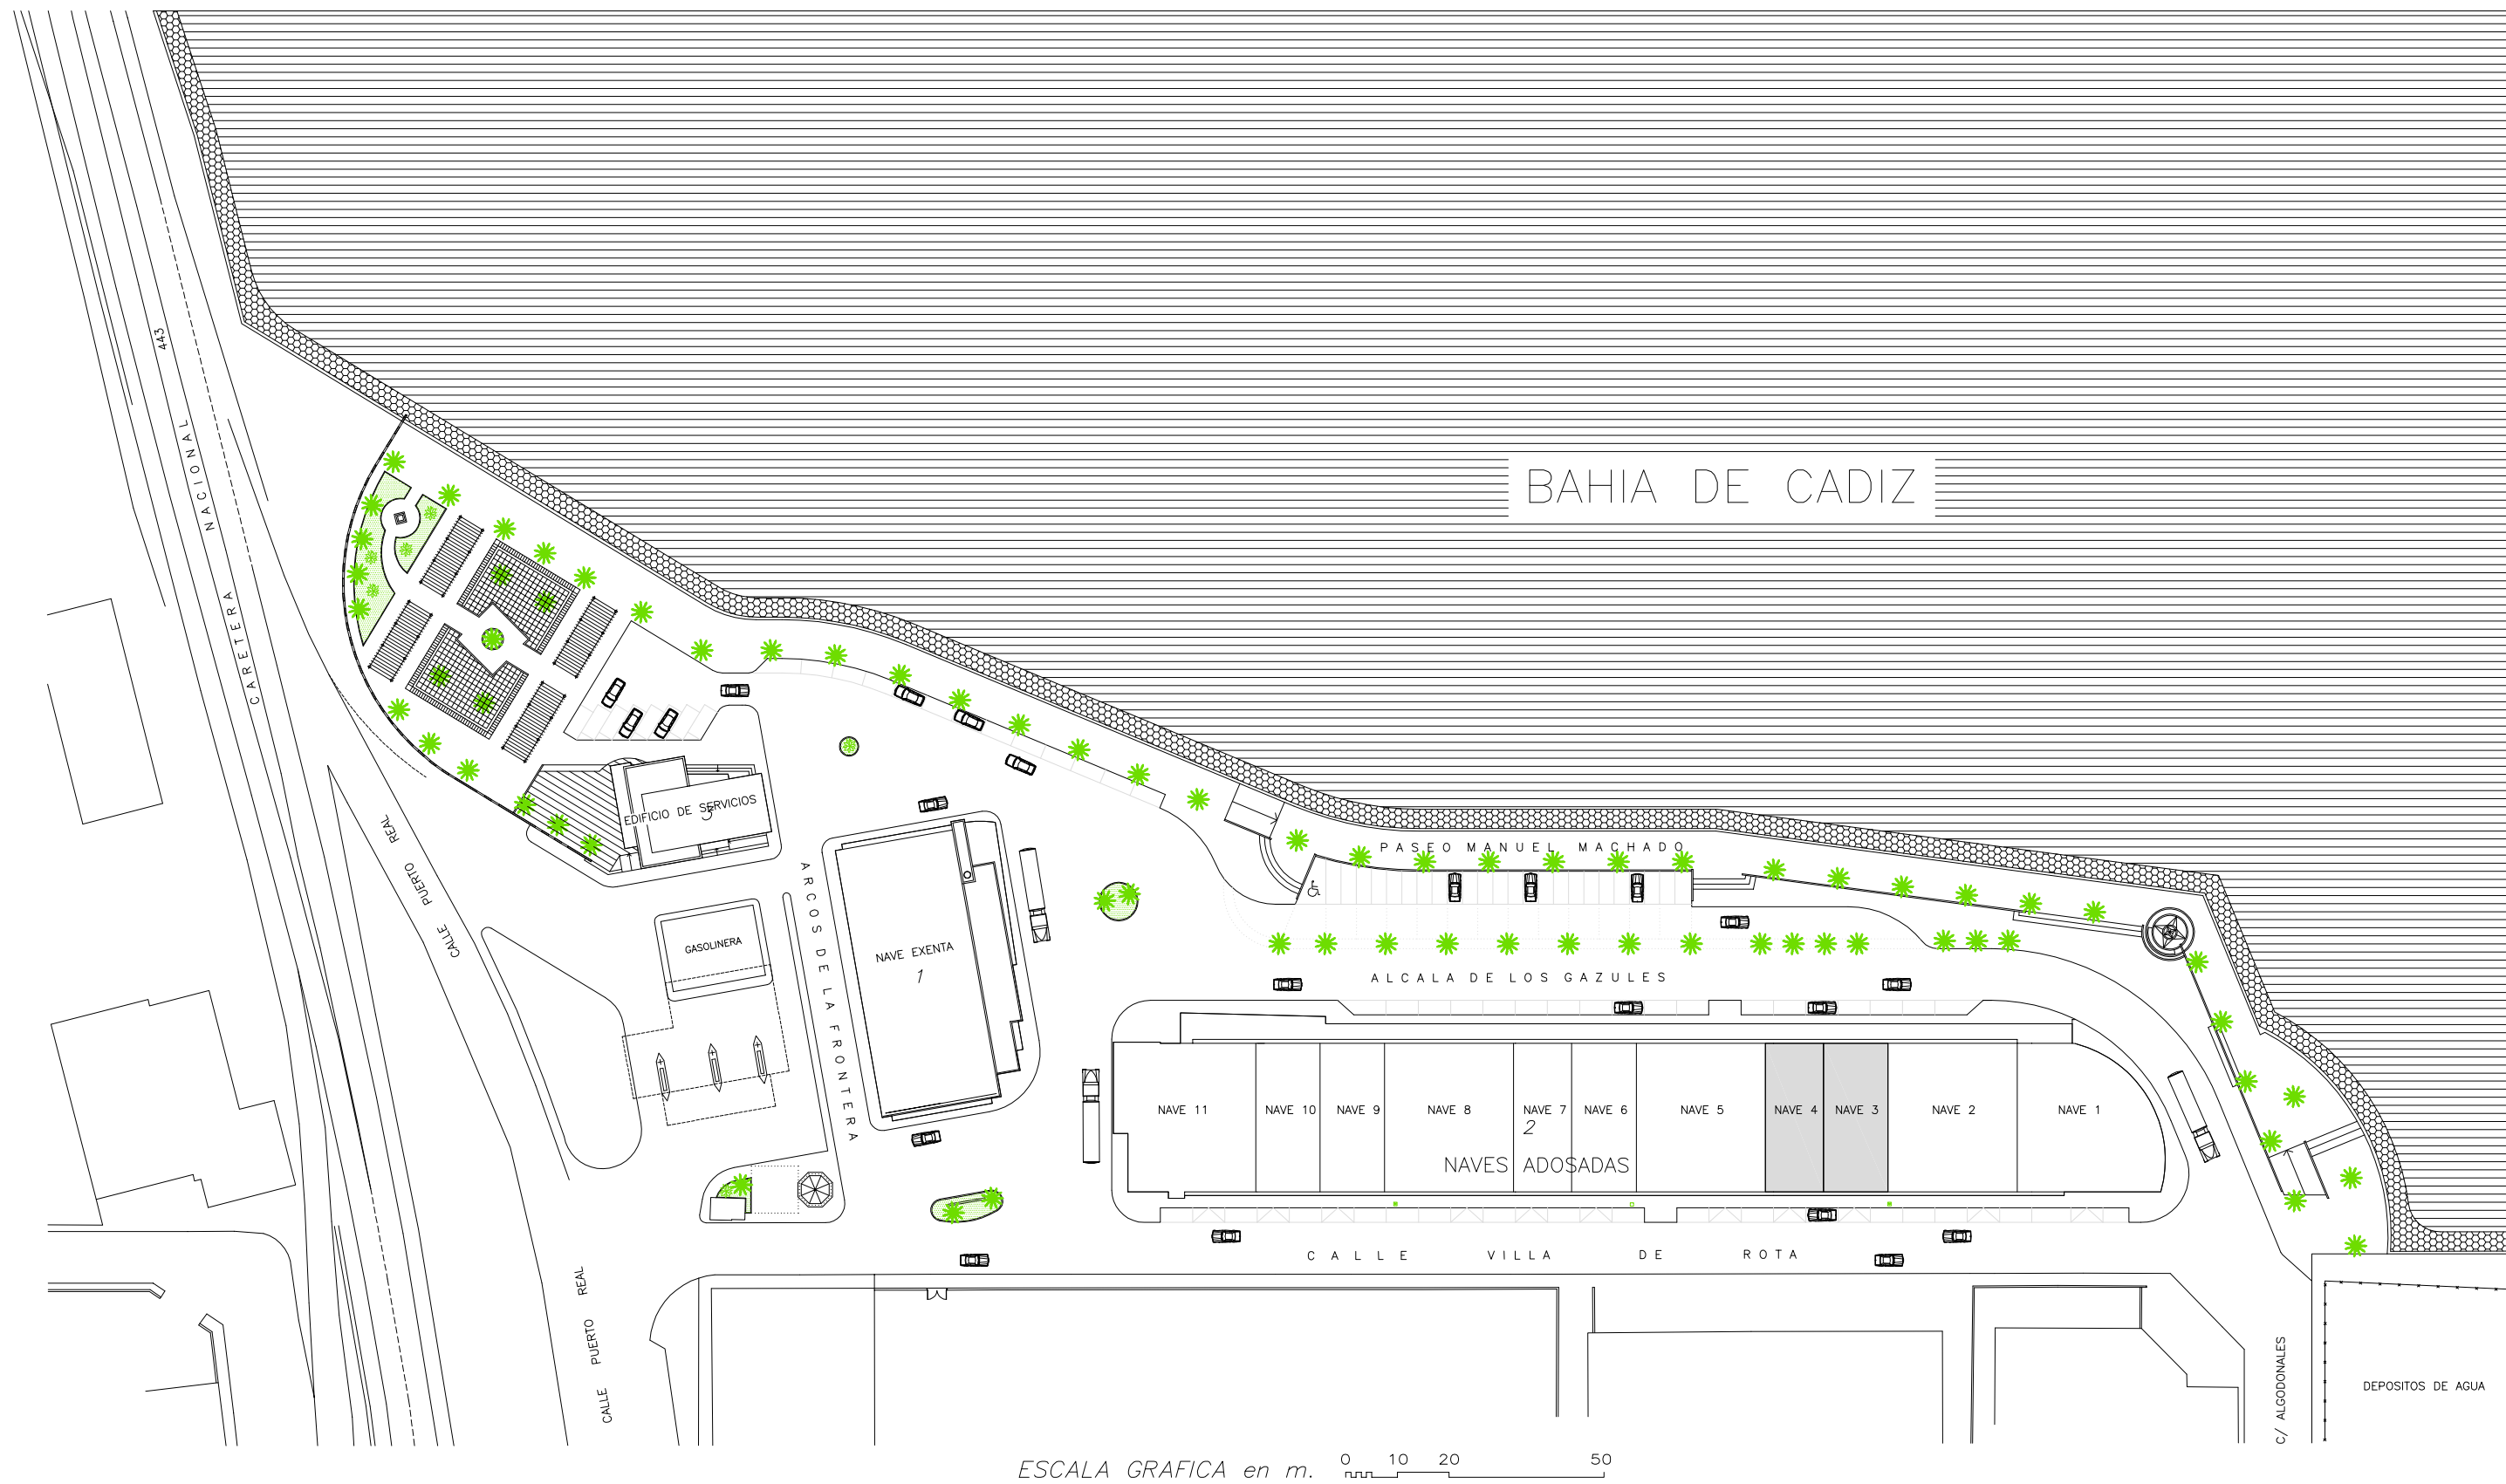 BAHIA DE CADIZ
443
NACIONAL
CARETERA
CALLE PUERTO REAL
EDIFICIO DE SERVICIOS
3
GASOLINERA
ARCOS DE LA FRONTERA
NAVE EXENTA
1
PASEO MANUEL MACHADO
ALCALA DE LOS GAZULES
NAVE 11
NAVE 10
NAVE 9
NAVE 8
NAVE 7
NAVE 6
NAVE 5
NAVE 4
NAVE 3
NAVE 2
NAVE 1
2
NAVES ADOSADAS
CALLE VILLA DE ROTA
CALLE PUERTO REAL
C/ ALGODONALES
DEPOSITOS DE AGUA
ESCALA GRAFICA en m.
0 10 20 50